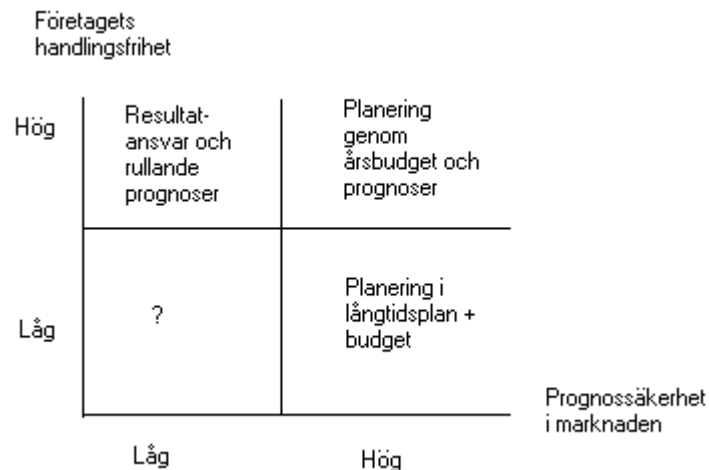 Företagets
handlingsfrihet
Hög
Resultat-
ansvar och
rullande
prognoser
Planering
genom
årsbudget och
prognoser
Låg
?
Planering i
långtidsplan +
budget
Prognossäkerhet
i marknaden
Låg
Hög